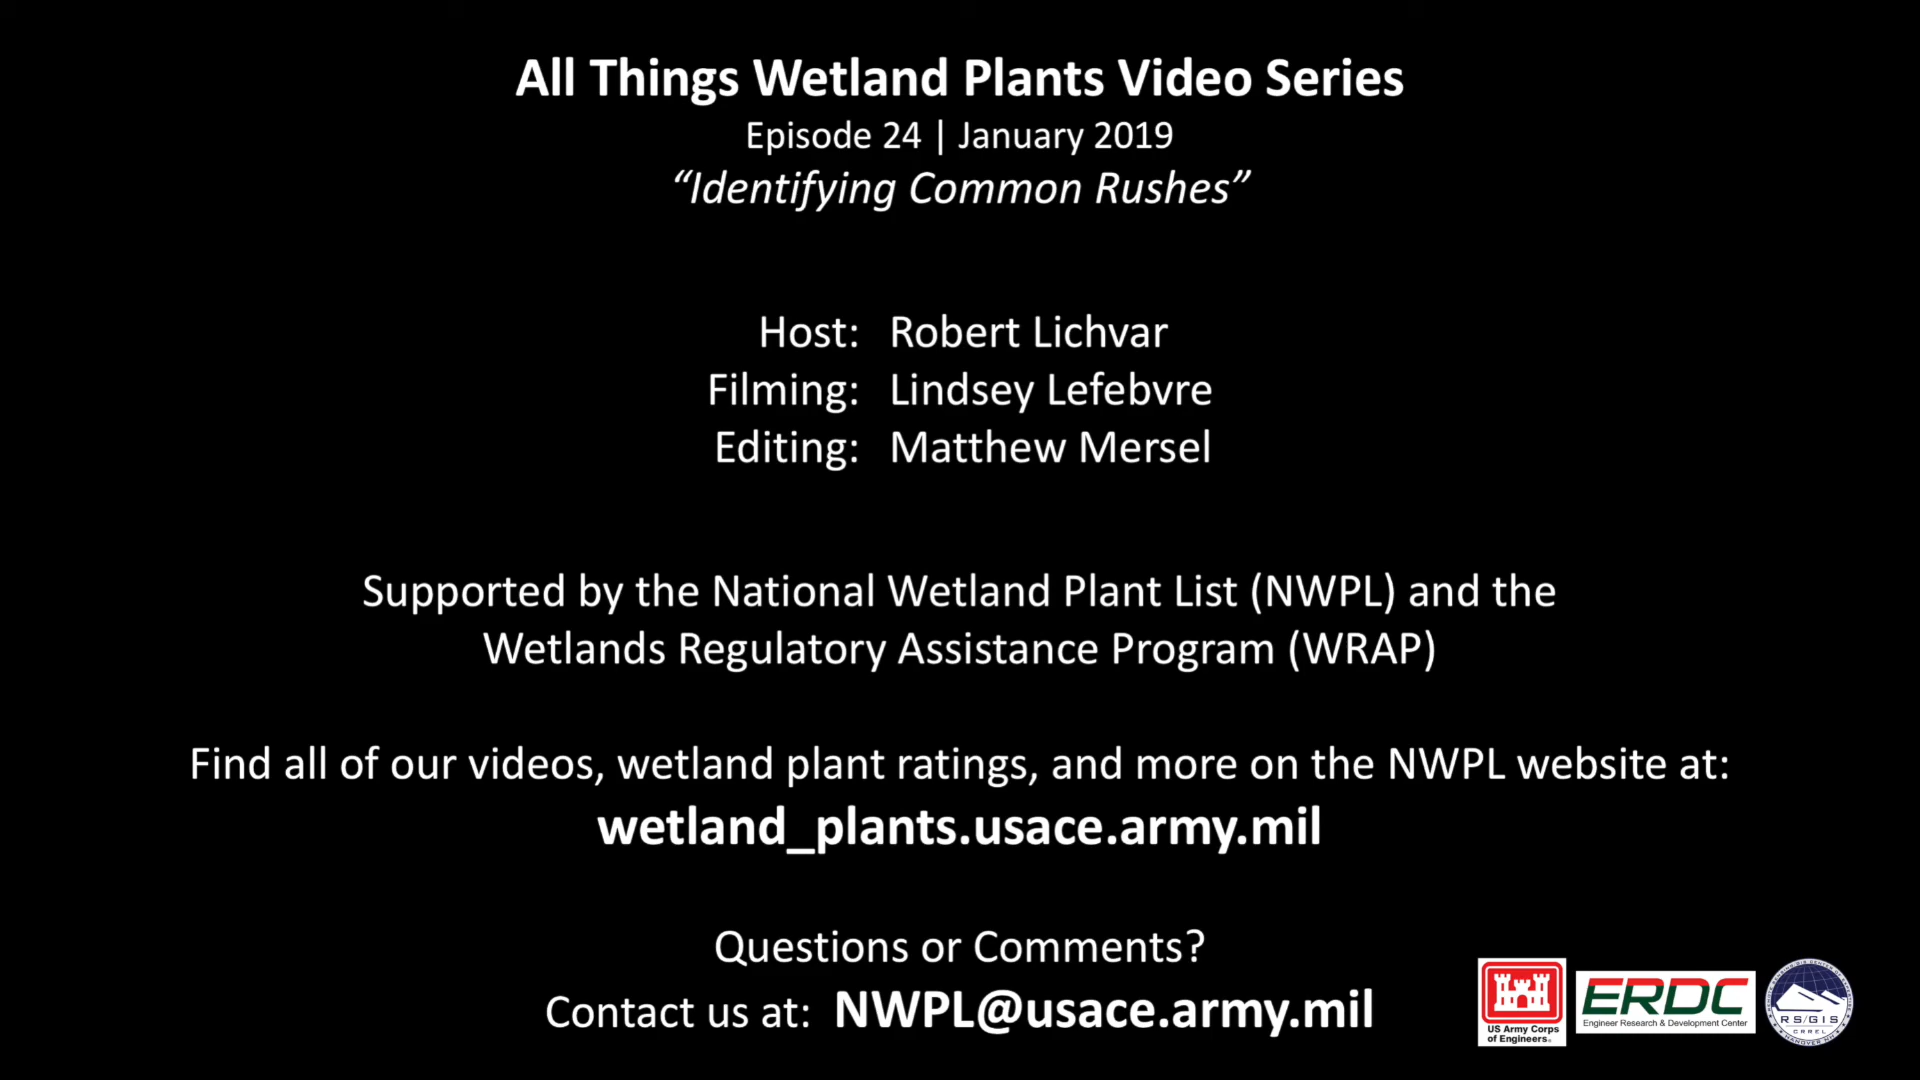 All Things Wetland Plants Video Series
Episode 24 | January 2019
“Identifying Common Rushes”
Host: Robert Lichvar
Filming: Lindsey Lefebvre
Editing: Matthew Mersel
Supported by the National Wetland Plant List (NWPL) and the
Wetlands Regulatory Assistance Program (WRAP)
Find all of our videos, wetland plant ratings, and more on the NWPL website at:
wetland_plants.usace.army.mil
Questions or Comments?
Contact us at: NWPL@usace.army.mil
US Army Corps
of Engineers®
ERDC
Engineer Research & Development Center
RS/GIS
CRREL